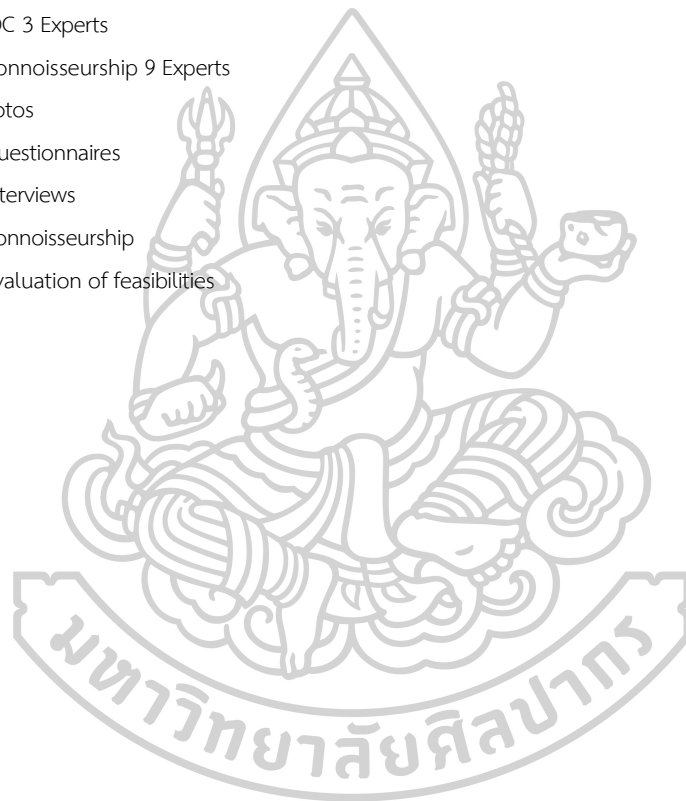 OC 3 Experts
onnoisseurship 9 Experts
otos
uestionnaires
terviews
onnoisseurship
valuation of feasibilities
มหาวิทยาลัยศิลปากร